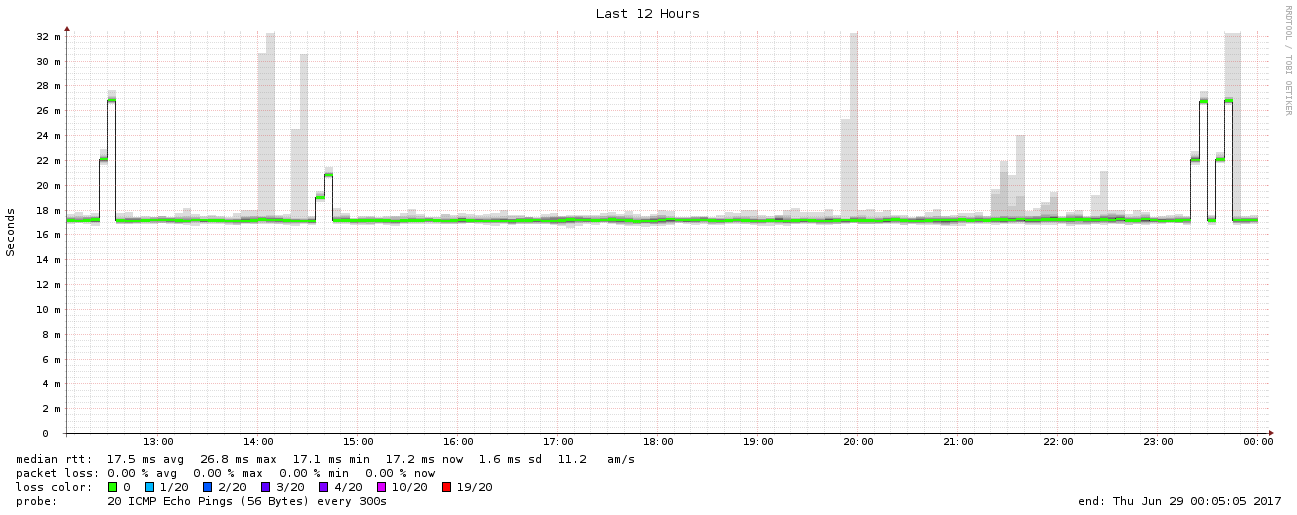 Last 12 Hours
RRDTOOL / TOBI OETIKER
Seconds
32 m
30 m
28 m
26 m
24 m
22 m
20 m
18 m
16 m
14 m
12 m
10 m
8 m
6 m
4 m
2 m
0
13:00 14:00 15:00 16:00 17:00 18:00 19:00 20:00 21:00 22:00 23:00 00:00
median rtt: 17.5 ms avg 26.8 ms max 17.1 ms min 17.2 ms now 1.6 ms sd 11.2 am/s
packet loss: 0.00 % avg 0.00 % max 0.00 % min 0.00 % now
loss color: 0 1/20 2/20 3/20 4/20 10/20 19/20
probe: 20 ICMP Echo Pings (56 Bytes) every 300s end: Thu Jun 29 00:05:05 2017